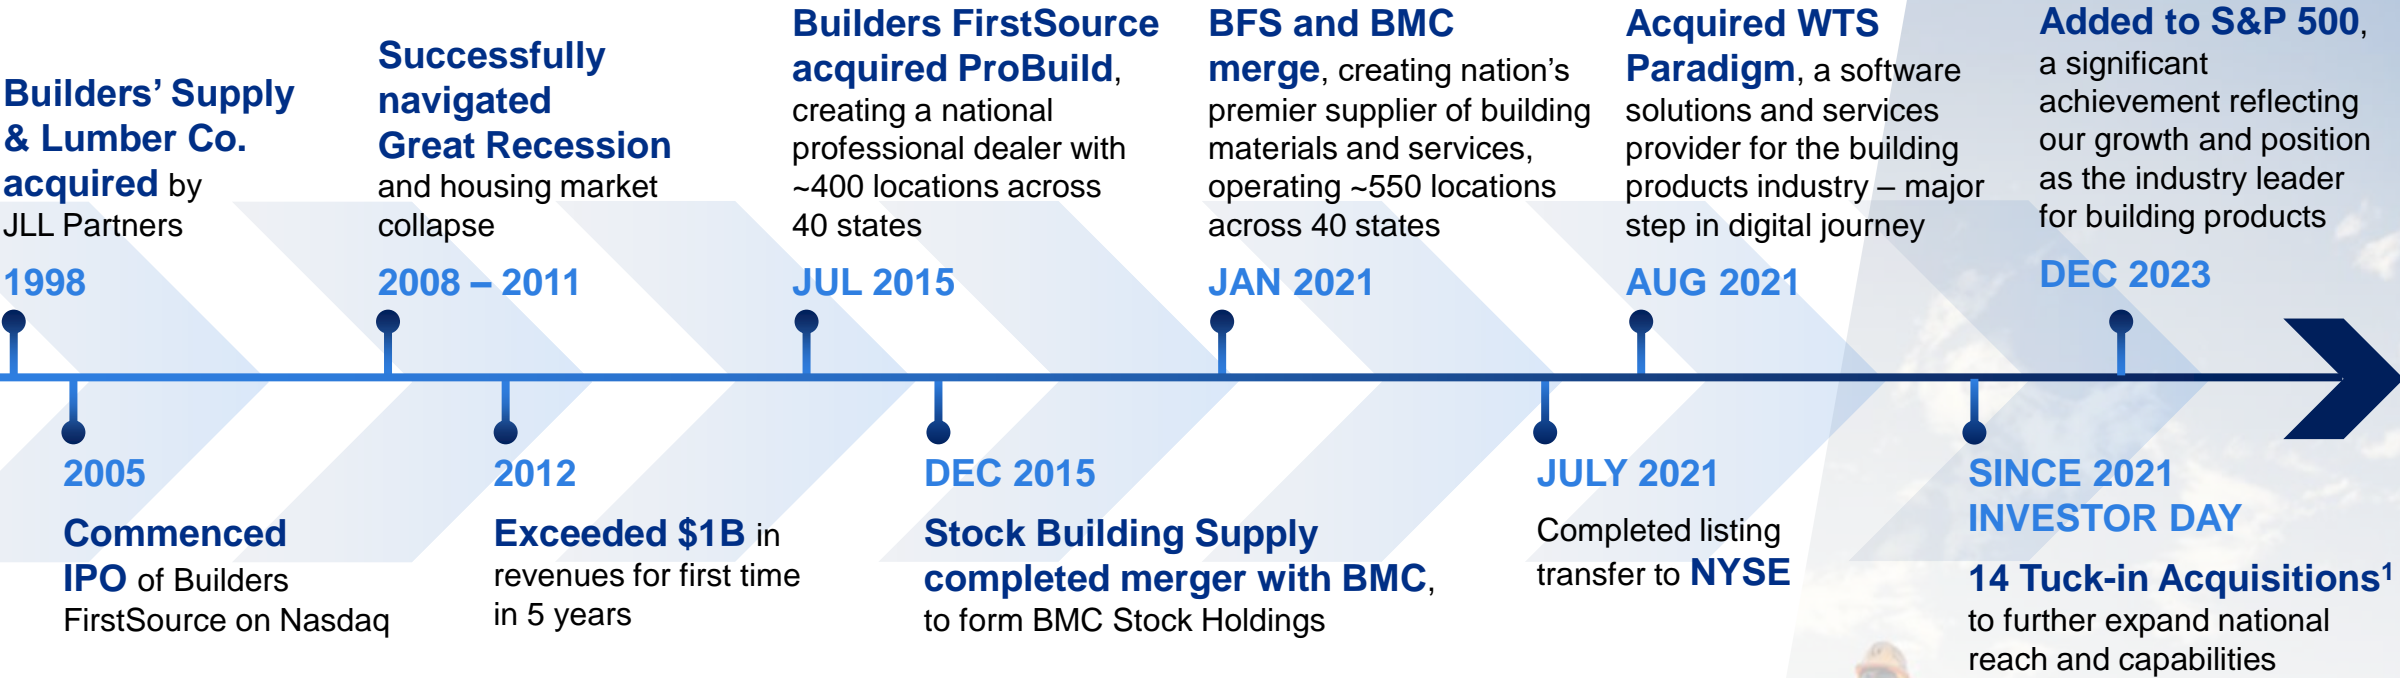 Builders’ Supply
& Lumber Co.
acquired by
JLL Partners
1998
Successfully
navigated
Great Recession
and housing market
collapse
2008 – 2011
Builders FirstSource
acquired ProBuild,
creating a national
professional dealer with
~400 locations across
40 states
JUL 2015
BFS and BMC
merge, creating nation’s
premier supplier of building
materials and services,
operating ~550 locations
across 40 states
JAN 2021
Acquired WTS
Paradigm, a software
solutions and services
provider for the building
products industry – major
step in digital journey
AUG 2021
Added to S&P 500,
a significant
achievement reflecting
our growth and position
as the industry leader
for building products
DEC 2023
2005
Commenced
IPO of Builders
FirstSource on Nasdaq
2012
Exceeded $1B in
revenues for first time
in 5 years
DEC 2015
Stock Building Supply
completed merger with BMC,
to form BMC Stock Holdings
JULY 2021
Completed listing
transfer to NYSE
SINCE 2021
INVESTOR DAY
14 Tuck-in Acquisitions¹
to further expand national
reach and capabilities